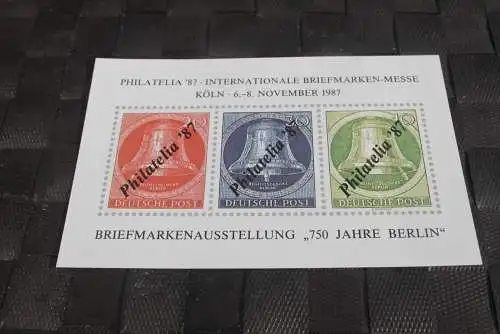 PHILATELIA '87 · INTERNATIONALE BRIEFMARKEN-MESSE
KÖLN · 6.–8. NOVEMBER 1987
Philatelia '87
DEUTSCHE POST
Philatelia '87
DEUTSCHE POST
Philatelia '87
DEUTSCHE POST
BRIEFMARKENAUSSTELLUNG „750 JAHRE BERLIN“